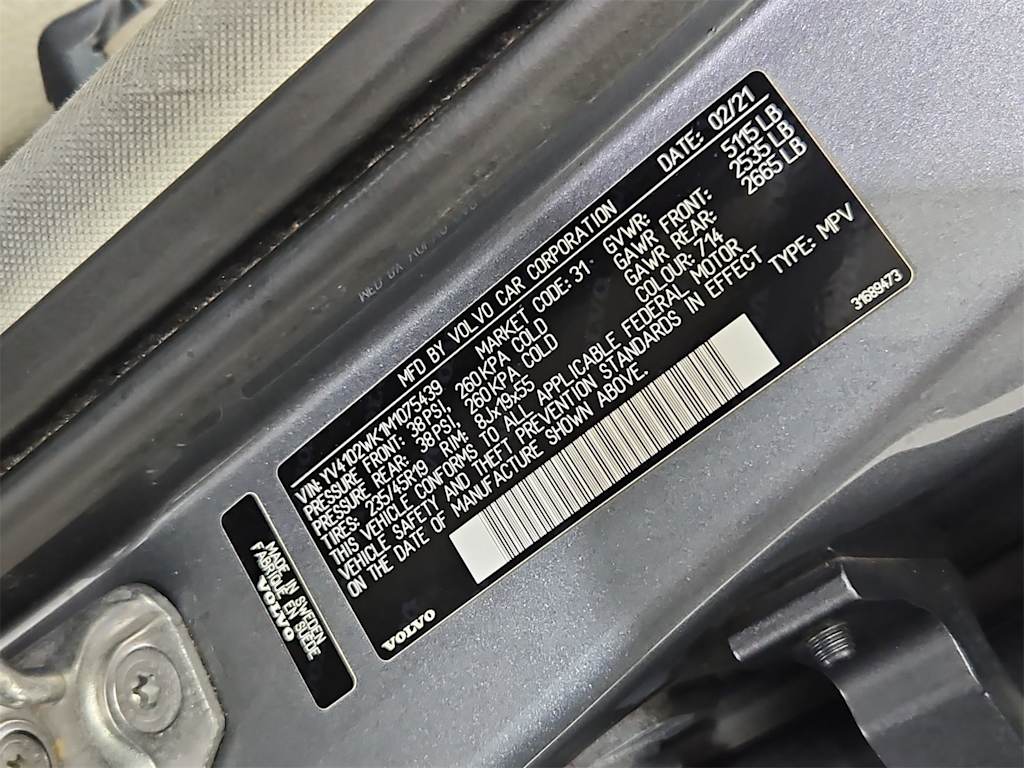 MFD BY VOLVO CAR CORPORATION DATE: 02/21
VIN: YV4102WK1M1075439 MARKET CODE: 31 GVWR: 5115 LB
PRESSURE FRONT: 38PSI, 260KPA COLD GAWR FRONT: 2535 LB
PRESSURE REAR: 38PSI, 260KPA COLD GAWR REAR: 2665 LB
TIRES: 235/45R19 RIM: 8Jx19x55 COLOUR: 714
THIS VEHICLE CONFORMS TO ALL APPLICABLE FEDERAL MOTOR
VEHICLE SAFETY AND THEFT PREVENTION STANDARDS IN EFFECT
ON THE DATE OF MANUFACTURE SHOWN ABOVE. TYPE: MPV
VOLVO
31689473
MADE IN SWEDEN
FABRIQUÉ EN SUÈDE
VOLVO